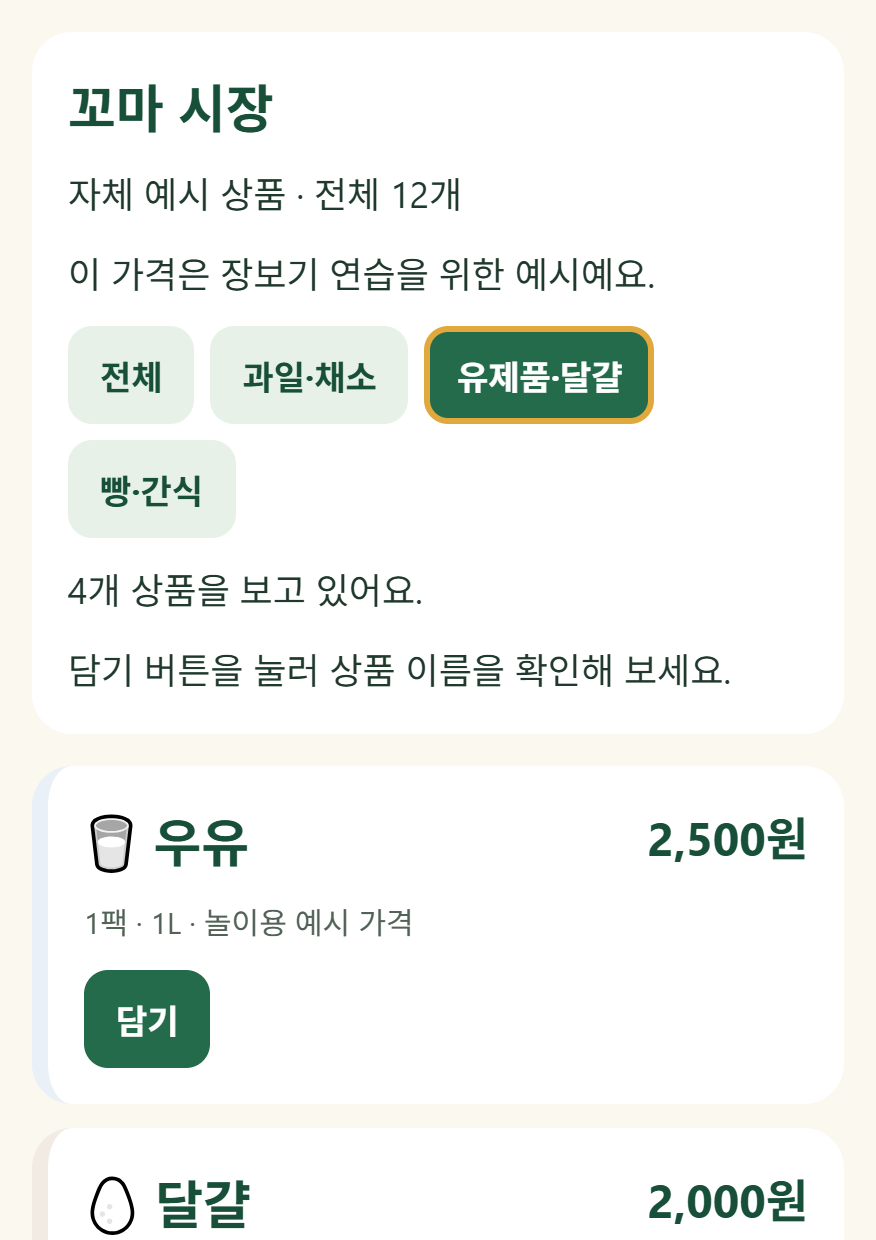 꼬마 시장
자체 예시 상품 · 전체 12개
이 가격은 장보기 연습을 위한 예시예요.
전체 과일·채소 유제품·달걀
빵·간식
4개 상품을 보고 있어요.
담기 버튼을 눌러 상품 이름을 확인해 보세요.
우유 2,500원
1팩 · 1L · 놀이용 예시 가격
담기
달걀 2,000원